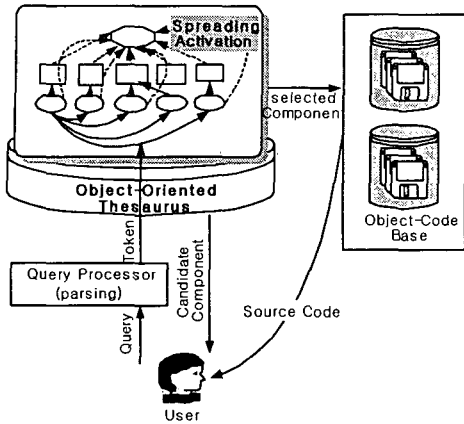 Spreading
Activation
selected
Componen
Object-Oriented
Thesaurus
Object-Code
Base
Token
Query Processor
(parsing)
Candidate
Component
Query
Source Code
User